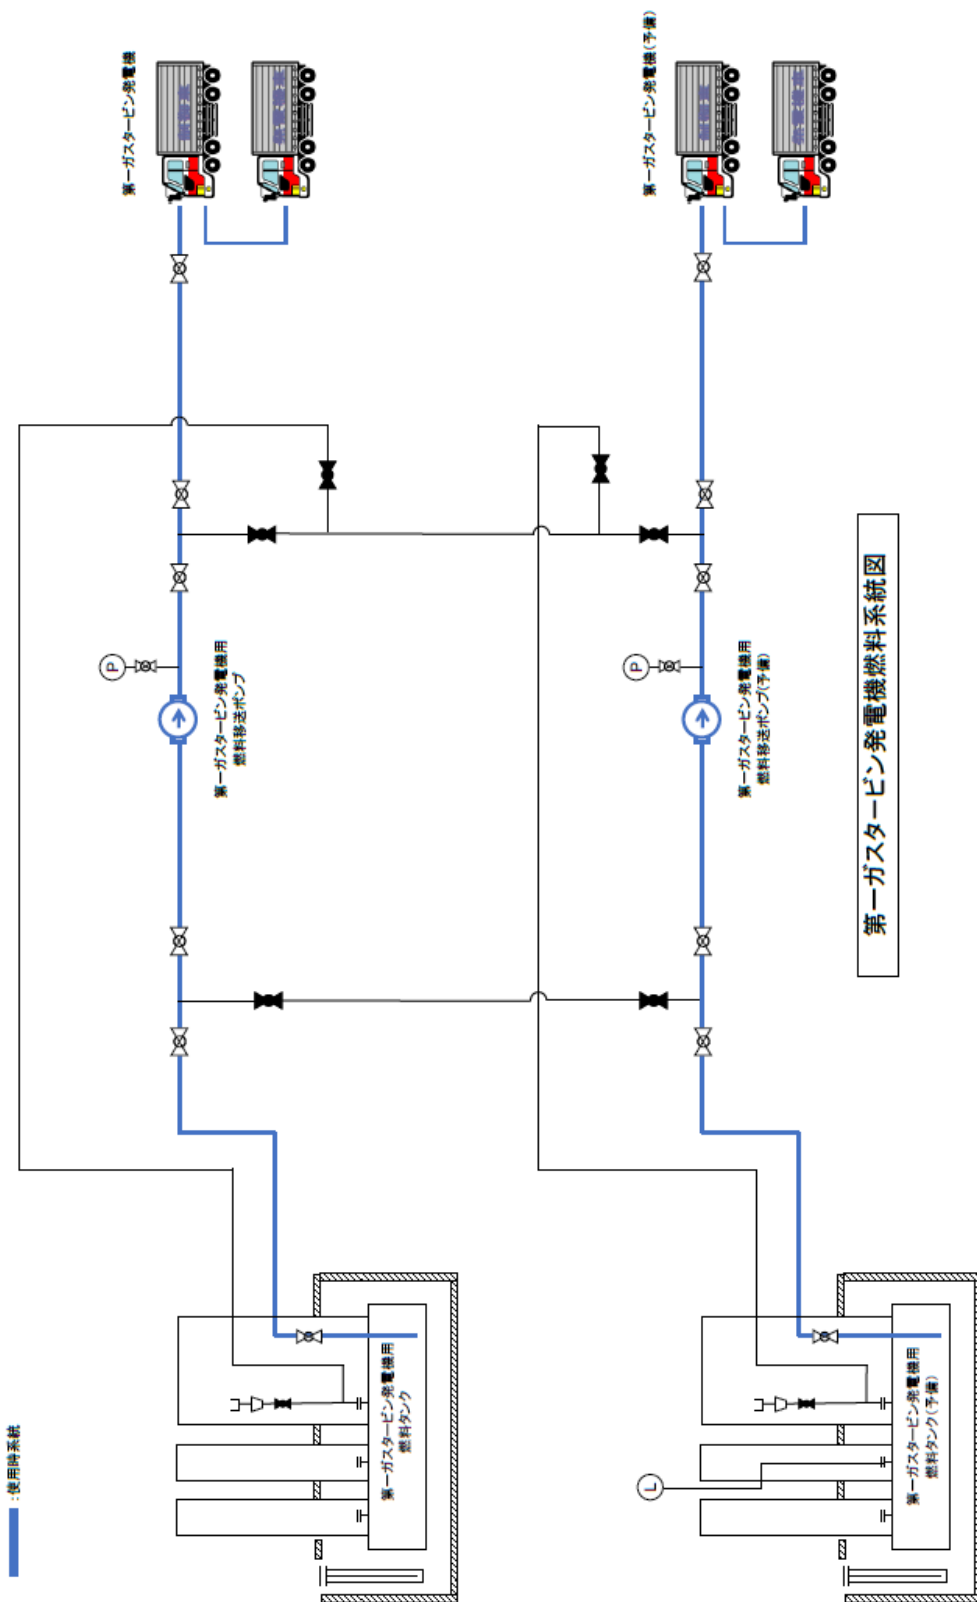 第一ガスタービン発電機
第一ガスタービン発電機(予備)
P
第一ガスタービン発電機用
燃料移送ポンプ
P
第一ガスタービン発電機用
燃料移送ポンプ(予備)
第一ガスタービン発電機燃料系統図
第一ガスタービン発電機用
燃料タンク
L
第一ガスタービン発電機用
燃料タンク(予備)
:使用時系統